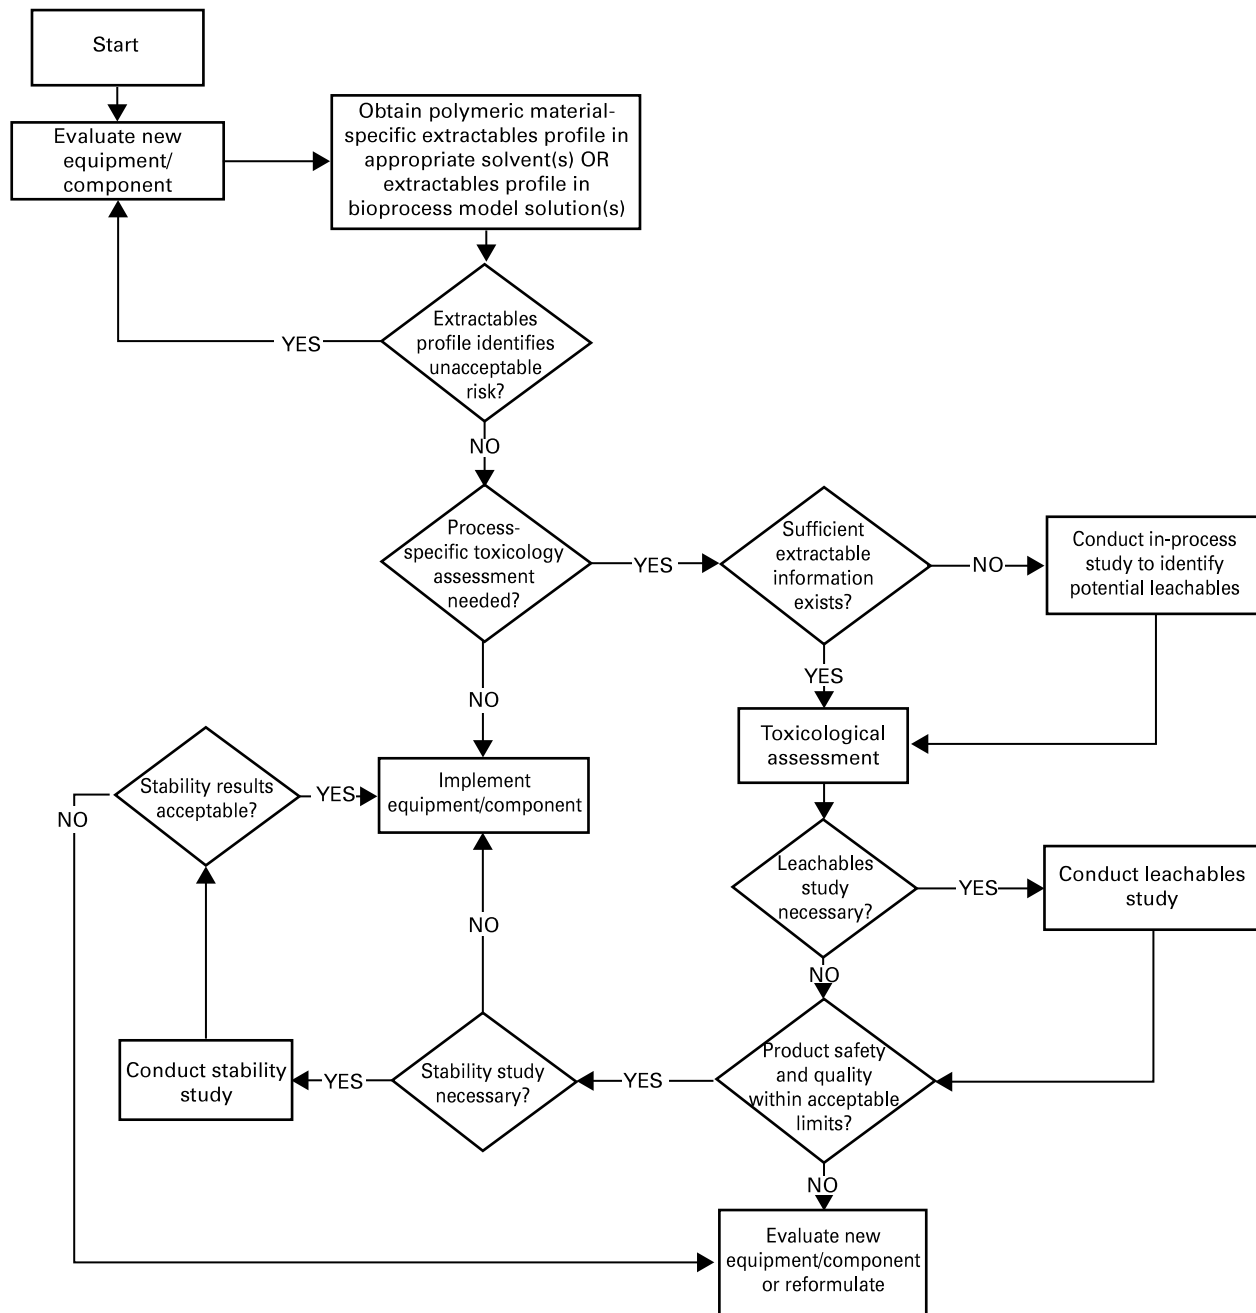 Start
Evaluate new
equipment/
component
Obtain polymeric material-
specific extractables profile in
appropriate solvent(s) OR
extractables profile in
bioprocess model solution(s)
Extractables
profile identifies
unacceptable
risk?
YES
NO
Process-
specific toxicology
assessment
needed?
YES
Sufficient
extractable
information
exists?
NO
Conduct in-process
study to identify
potential leachables
NO
YES
Toxicological
assessment
Stability results
acceptable?
YES
Implement
equipment/component
NO
Leachables
study
necessary?
YES
Conduct leachables
study
NO
NO
Conduct stability
study
YES
Stability study
necessary?
YES
Product safety
and quality
within acceptable
limits?
NO
Evaluate new
equipment/component
or reformulate